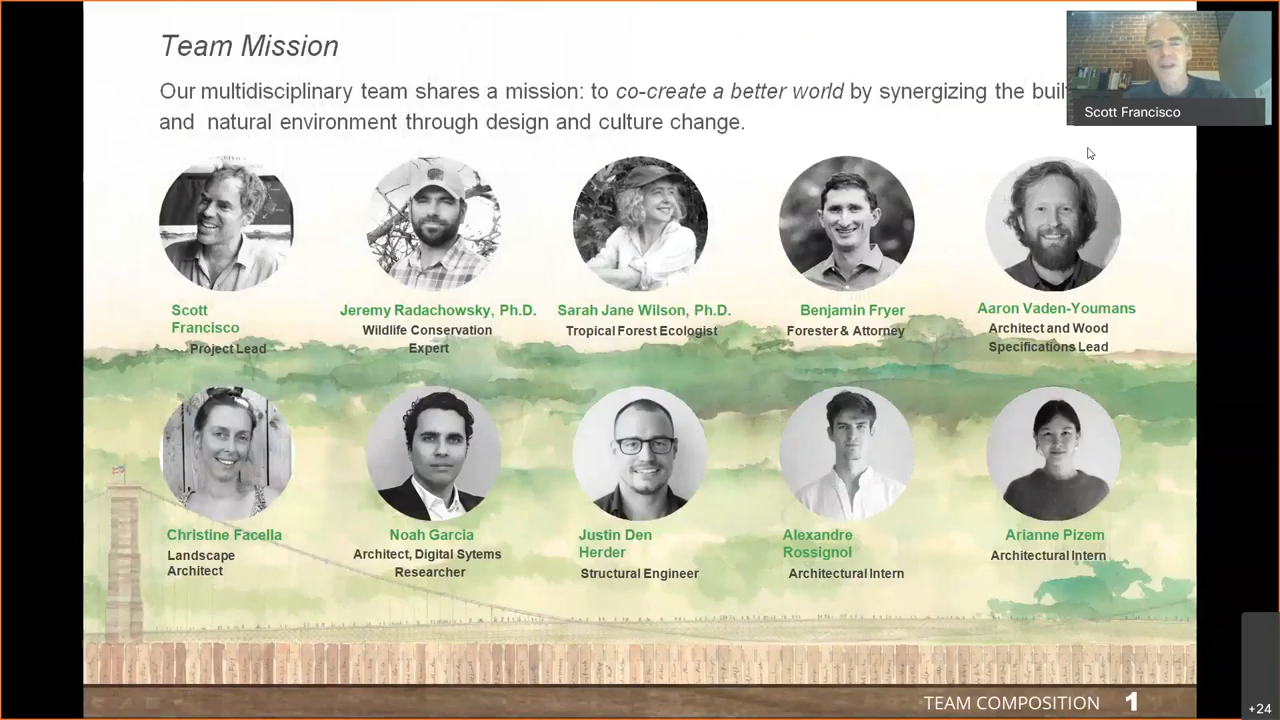 Team Mission
Our multidisciplinary team shares a mission: to co-create a better world by synergizing the buil
and natural environment through design and culture change.
Scott Francisco
Scott
Francisco
Project Lead
Jeremy Radachowsky, Ph.D.
Wildlife Conservation
Expert
Sarah Jane Wilson, Ph.D.
Tropical Forest Ecologist
Benjamin Fryer
Forester & Attorney
Aaron Vaden-Youmans
Architect and Wood
Specifications Lead
Christine Facella
Landscape
Architect
Noah Garcia
Architect, Digital Sytems
Researcher
Justin Den
Herder
Structural Engineer
Alexandre
Rossignol
Architectural Intern
Arianne Pizem
Architectural Intern
TEAM COMPOSITION 1
+24